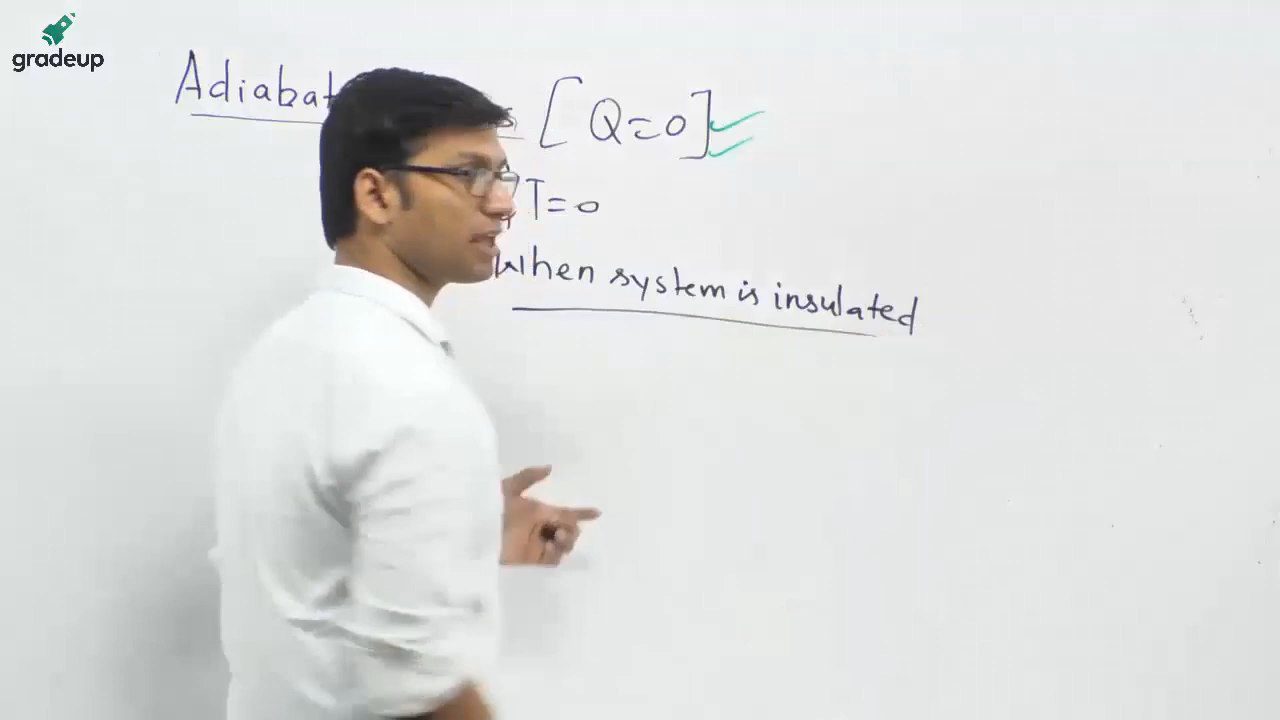 gradeup
Adiabat [Q=0]
T=0
when system is insulated